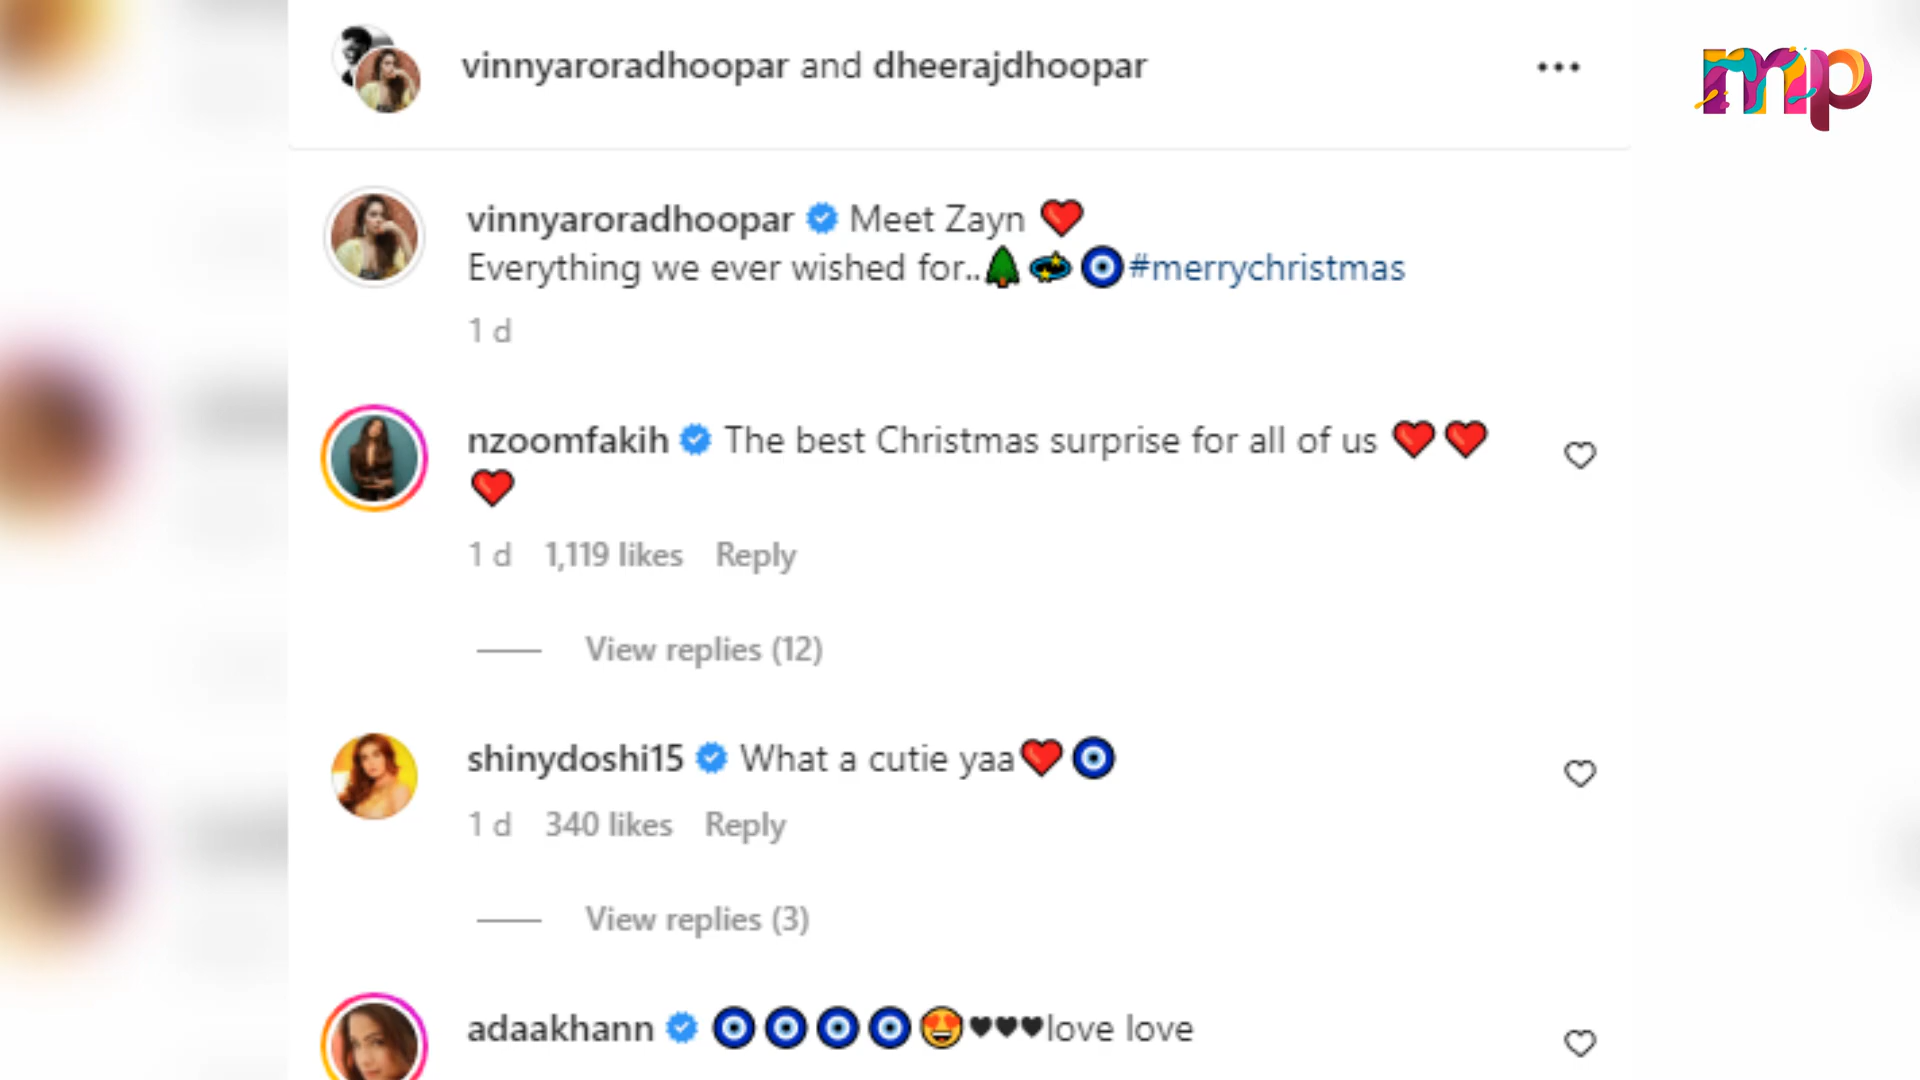 vinnyaroradhoopar and dheerajdhoopar
mp
vinnyaroradhoopar Meet Zayn ❤️
Everything we ever wished for..🌲💫🧿#merrychristmas
1 d
nzoomfakih The best Christmas surprise for all of us ❤️❤️
❤️
1 d 1,119 likes Reply
View replies (12)
shinydoshi15 What a cutie yaa❤️🧿
1 d 340 likes Reply
View replies (3)
adaakhann 🧿🧿🧿🧿😍♥♥♥love love